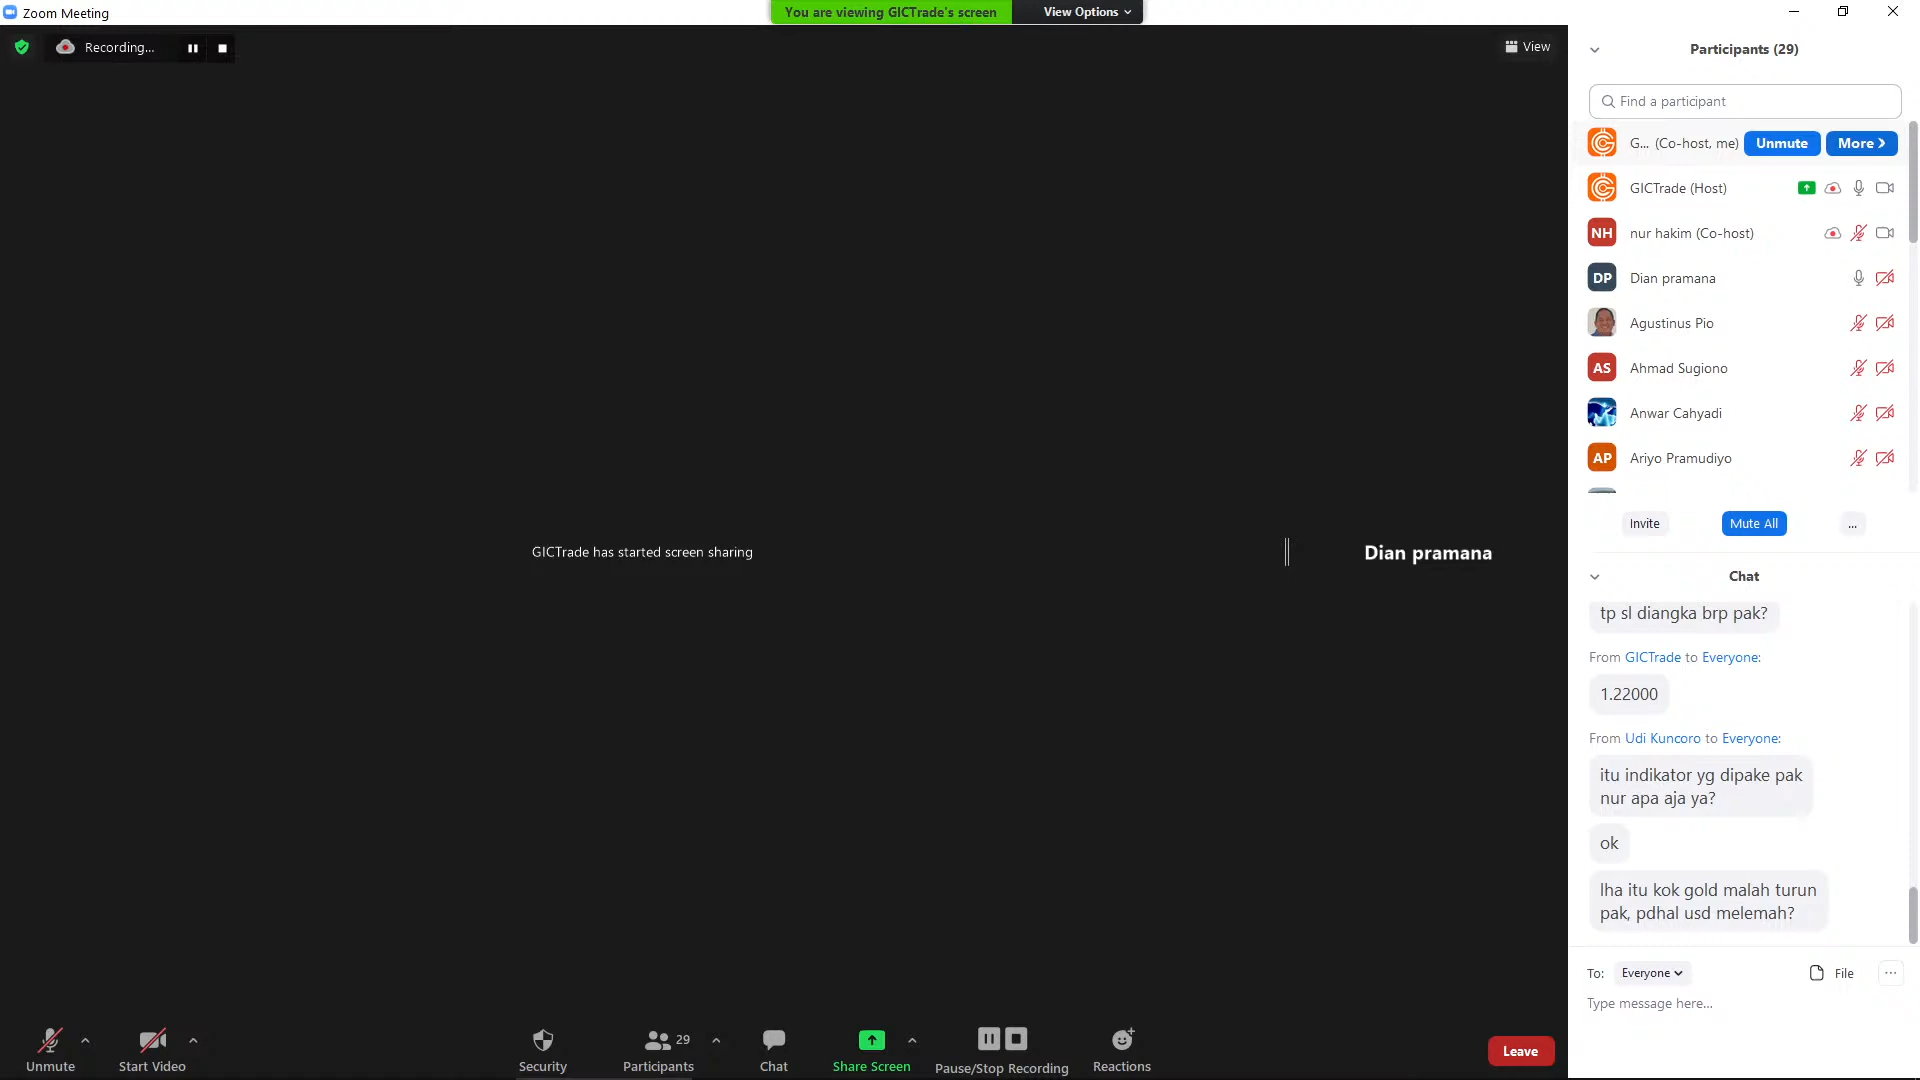 Zoom Meeting
You are viewing GICTrade's screen
View Options
Recording...
View
Participants (29)
Find a participant
G... (Co-host, me)
Unmute
More
GICTrade (Host)
NH
nur hakim (Co-host)
DP
Dian pramana
Agustinus Pio
AS
Ahmad Sugiono
Anwar Cahyadi
AP
Ariyo Pramudiyo
Invite
Mute All
...
GICTrade has started screen sharing
Dian pramana
Chat
tp sl diangka brp pak?
From GICTrade to Everyone:
1.22000
From Udi Kuncoro to Everyone:
itu indikator yg dipake pak
nur apa aja ya?
ok
lha itu kok gold malah turun
pak, pdhal usd melemah?
To: Everyone
File
...
Type message here...
Unmute
Start Video
Security
29
Participants
Chat
Share Screen
Pause/Stop Recording
Reactions
Leave